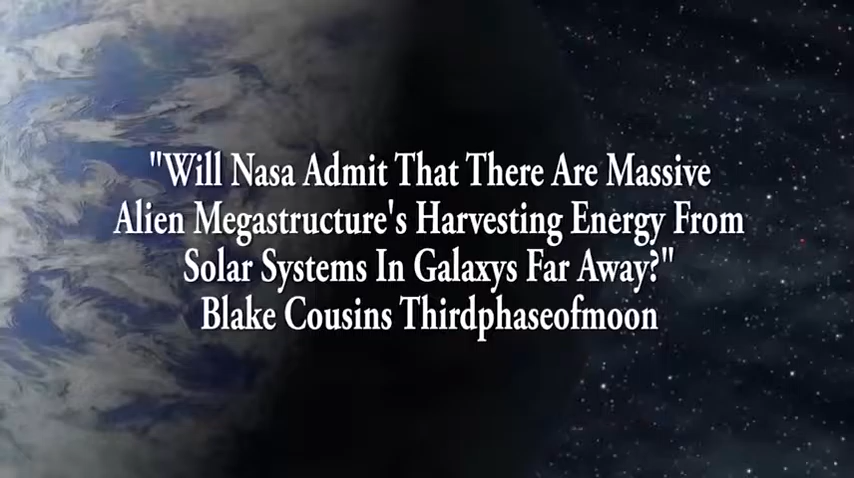 "Will Nasa Admit That There Are Massive
Alien Megastructure's Harvesting Energy From
Solar Systems In Galaxys Far Away?"
Blake Cousins Thirdphaseofmoon